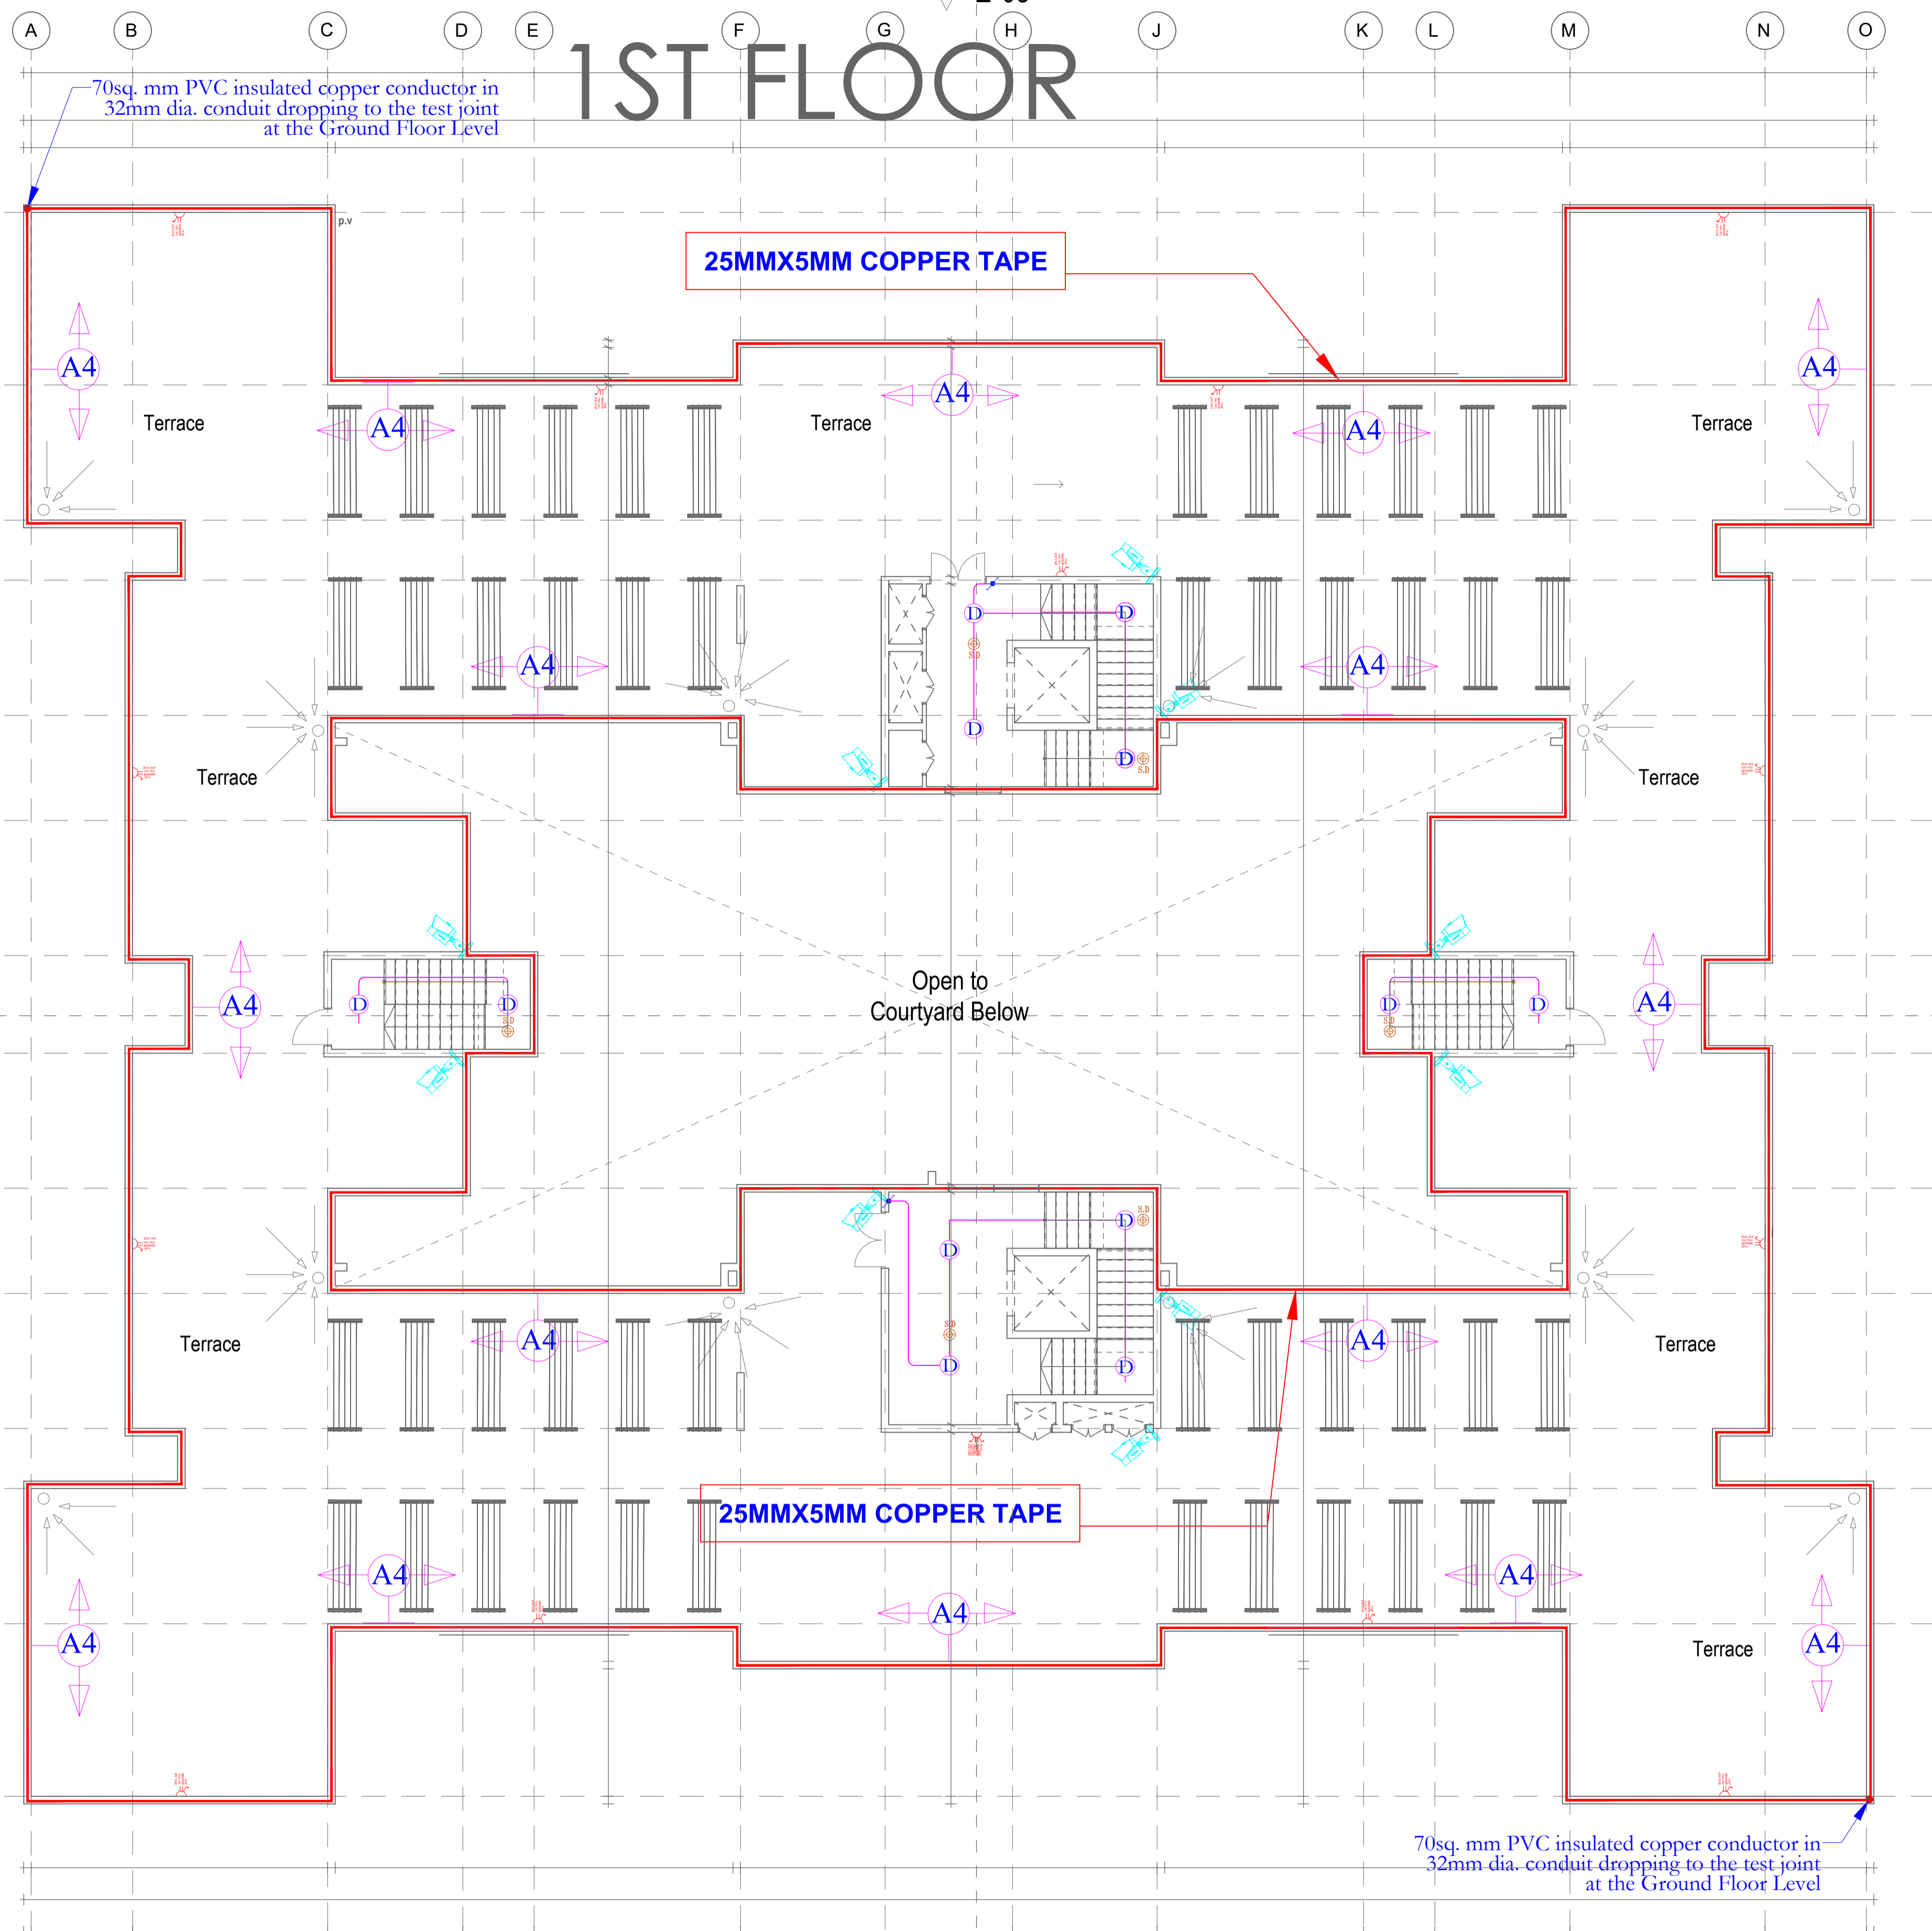 A B C D E F G H J K L M N O
1ST FLOOR
70sq. mm PVC insulated copper conductor in
32mm dia. conduit dropping to the test joint
at the Ground Floor Level
p.v
25MMX5MM COPPER TAPE
A4
A4
A4
A4
A4
Terrace
Terrace
Terrace
A4
A4
D
D
S.D
A4
A4
D
D
S.D
Terrace
Terrace
Open to
Courtyard Below
A4
D
D
S.D
D
D
S.D
A4
D
S.D
D
S.D
D
D
Terrace
A4
A4
Terrace
25MMX5MM COPPER TAPE
A4
A4
A4
A4
A4
Terrace
70sq. mm PVC insulated copper conductor in
32mm dia. conduit dropping to the test joint
at the Ground Floor Level